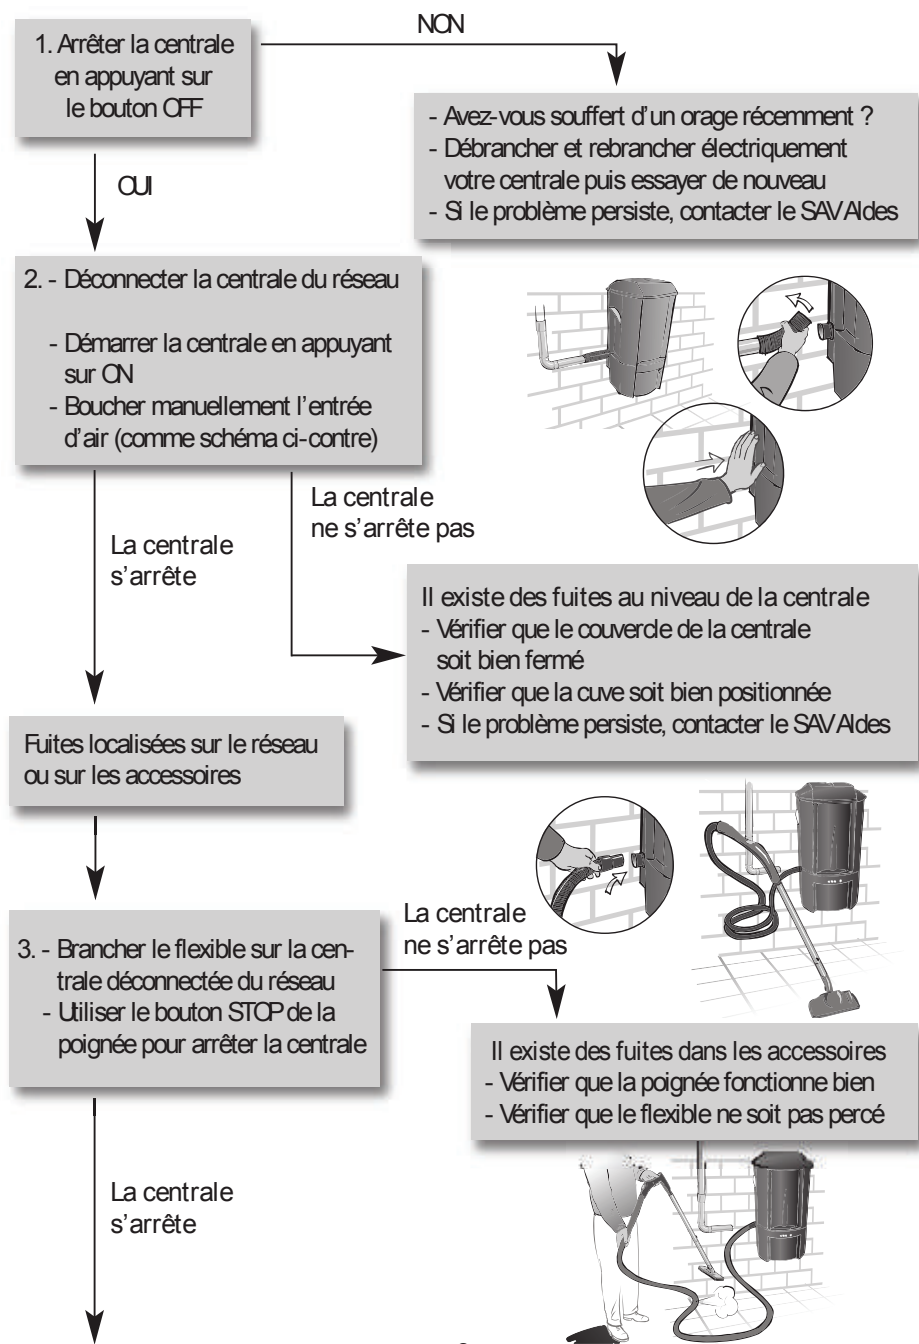 NON
1. Arrêter la centrale
en appuyant sur
le bouton OFF
- Avez-vous souffert d'un orage récemment ?
- Débrancher et rebrancher électriquement
votre centrale puis essayer de nouveau
- Si le problème persiste, contacter le SAV Aldes
OUI
2. - Déconnecter la centrale du réseau
- Démarrer la centrale en appuyant
sur ON
- Boucher manuellement l'entrée
d'air (comme schéma ci-contre)
La centrale
ne s'arrête pas
La centrale
s'arrête
Il existe des fuites au niveau de la centrale
- Vérifier que le couvercle de la centrale
soit bien fermé
- Vérifier que la cuve soit bien positionnée
- Si le problème persiste, contacter le SAV Aldes
Fuites localisées sur le réseau
ou sur les accessoires
La centrale
ne s'arrête pas
3. - Brancher le flexible sur la cen-
trale déconnectée du réseau
- Utiliser le bouton STOP de la
poignée pour arrêter la centrale
Il existe des fuites dans les accessoires
- Vérifier que la poignée fonctionne bien
- Vérifier que le flexible ne soit pas percé
La centrale
s'arrête